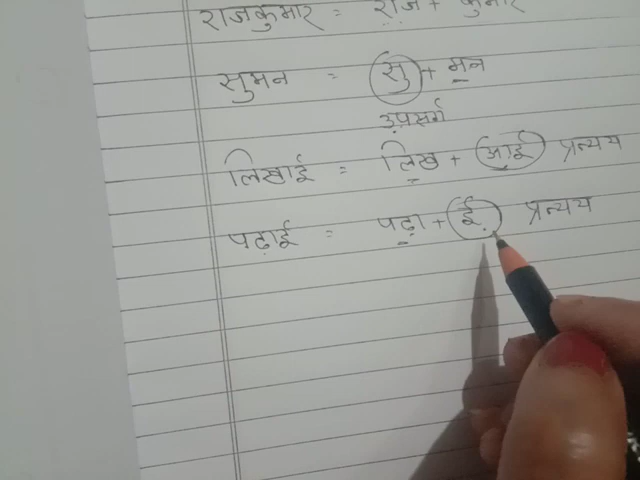 राजकुमार = राज + कुमार
सुमन = सु + मन
उपसर्ग
लिखाई = लिख + आई प्रत्यय
पढ़ाई = पढ़ा + ई प्रत्यय